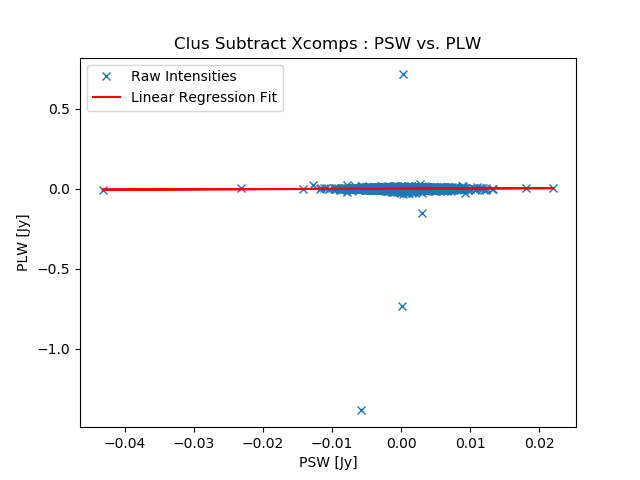 Clus Subtract Xcomps : PSW vs. PLW
Raw Intensities
Linear Regression Fit
0.5
0.0
−0.5
−1.0
PLW [Jy]
−0.04
−0.03
−0.02
−0.01
0.00
0.01
0.02
PSW [Jy]